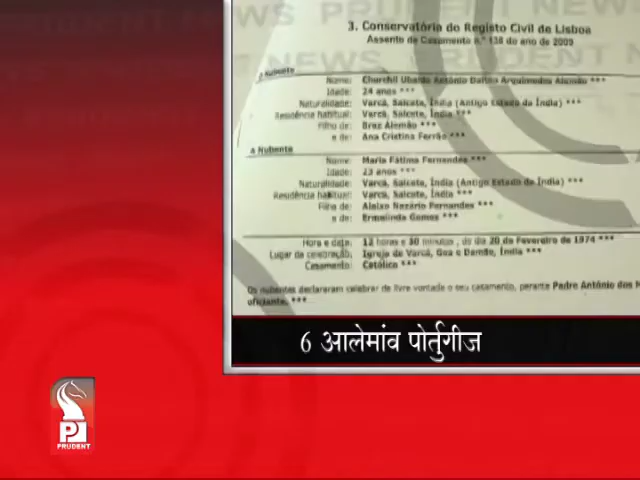 3. Conservatória do Registo Civil de Lisboa
Assento de Casamento n.º 138 do ano de 2009
o Nubente
Nome: Churchil Ubaldo António Dalino Arquimedes Alemão ***
Idade: 24 anos ***
Naturalidade: Varcá, Salcete, Índia (Antigo Estado da Índia) ***
Residência habitual: Varcá, Salcete, Índia ***
Filho de: Braz Alemão ***
e de: Ana Cristina Ferrão ***
a Nubente
Nome: Maria Fátima Fernandes ***
Idade: 23 anos ***
Naturalidade: Varcá, Salcete, Índia (Antigo Estado da Índia) ***
Residência habitual: Varcá, Salcete, Índia ***
Filha de: Aleixo Nazário Fernandes ***
e de: Ermelinda Gomes ***
Hora e data: 12 horas e 30 minutos, do dia 20 de Fevereiro de 1974 ***
Lugar da celebração: Igreja de Varcá, Goa e Damão, Índia ***
Casamento: Católico ***
Os nubentes declararam celebrar de livre vontade o seu casamento, perante Padre António dos
oficiante. ***
6 आलेमांव पोर्तुगीज
PRUDENT